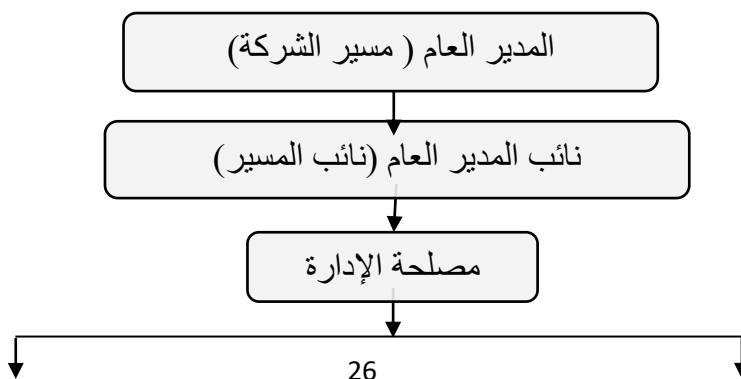 المدير العام ( مسير الشركة)
نائب المدير العام (نائب المسير)
مصلحة الإدارة
26